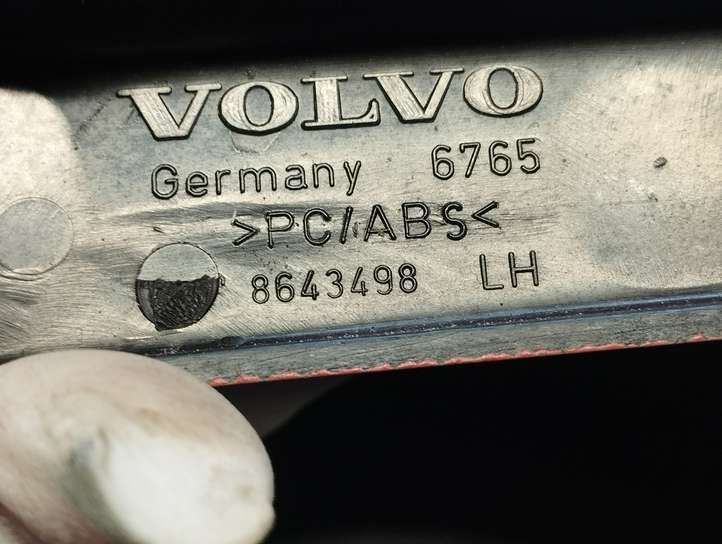 VOLVO
Germany 6765
>PC/ABS<
8643498 LH